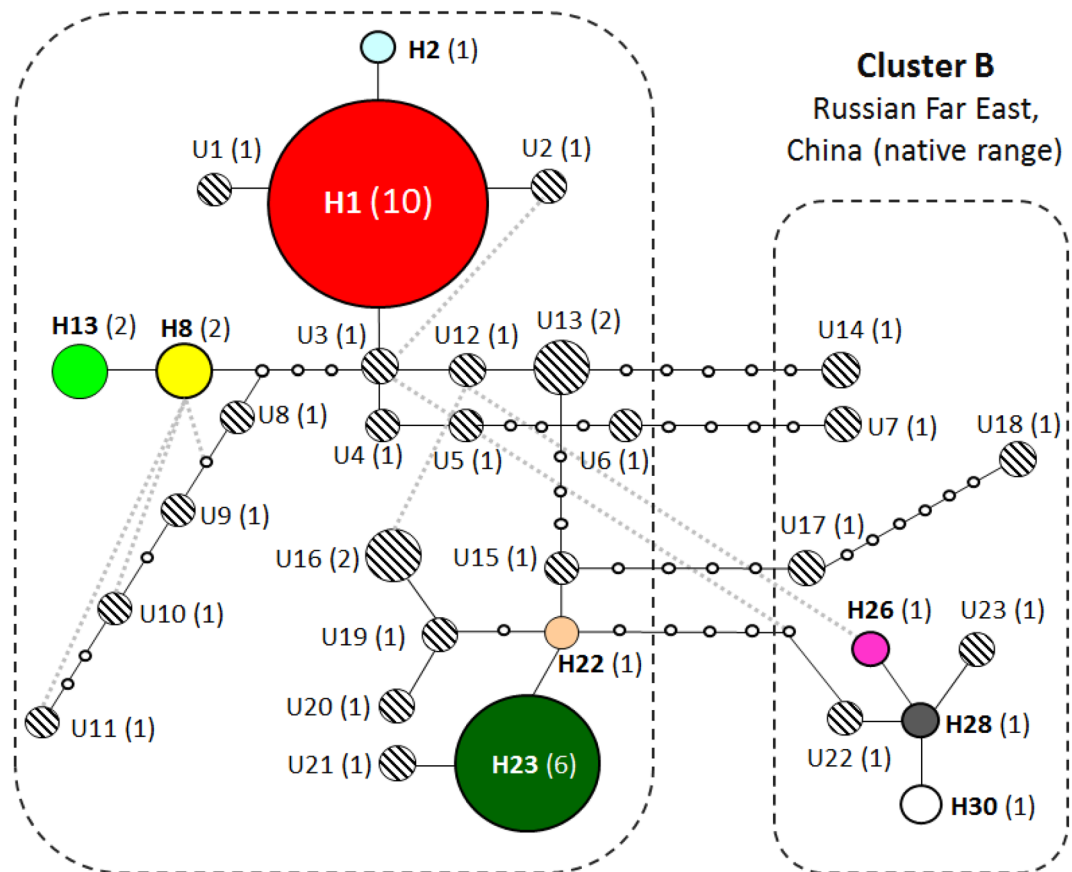 H2 (1)
Cluster B
Russian Far East,
China (native range)
U1 (1)
U2 (1)
H1 (10)
H13 (2)
H8 (2)
U3 (1)
U12 (1)
U13 (2)
U14 (1)
U8 (1)
U4 (1)
U5 (1)
U6 (1)
U7 (1)
U18 (1)
U9 (1)
U17 (1)
U16 (2)
U15 (1)
U10 (1)
H26 (1)
U23 (1)
U19 (1)
H22 (1)
U20 (1)
U11 (1)
H28 (1)
U22 (1)
U21 (1)
H23 (6)
H30 (1)